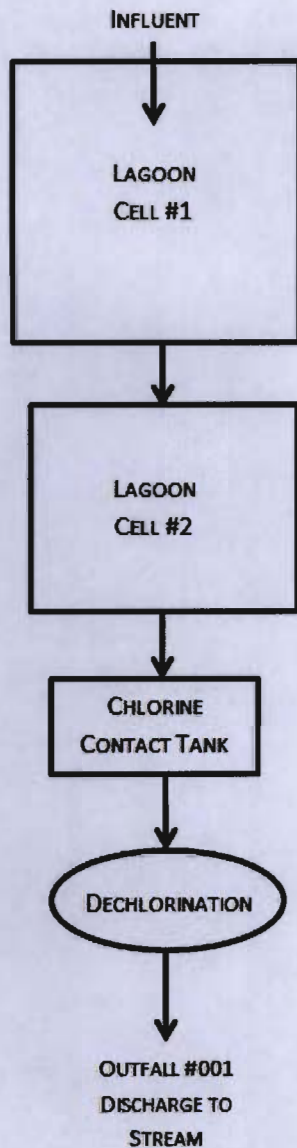 INFLUENT
LAGOON
CELL #1
LAGOON
CELL #2
CHLORINE
CONTACT TANK
DECHLORINATION
OUTFALL #001
DISCHARGE TO
STREAM